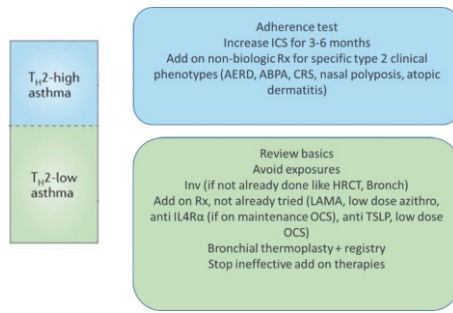 T_H2-high
asthma
T_H2-low
asthma
Adherence test
Increase ICS for 3-6 months
Add on non-biologic Rx for specific type 2 clinical
phenotypes (AERD, ABPA, CRS, nasal polyposis, atopic
dermatitis)
Review basics
Avoid exposures
Inv (if not already done like HRCT, Bronch)
Add on Rx, not already tried (LAMA, low dose azithro,
anti IL4Rα (if on maintenance OCS), anti TSLP, low dose
OCS)
Bronchial thermoplasty + registry
Stop ineffective add on therapies